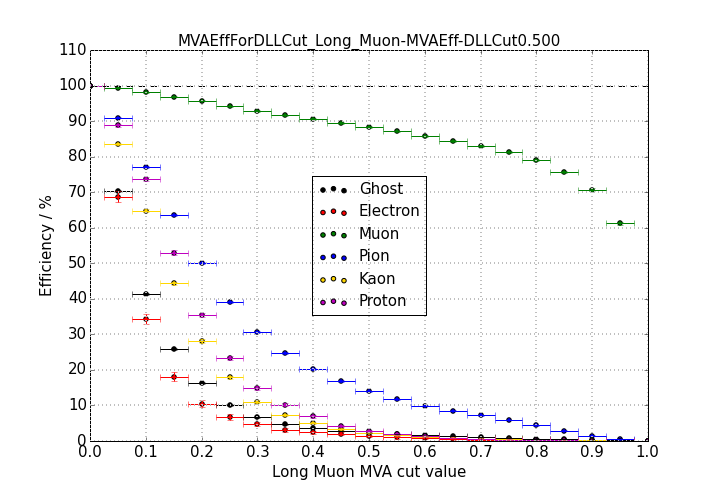 MVAEffForDLLCut_Long_Muon-MVAEff-DLLCut0.500
110
100
90
80
70
60
50
40
30
20
10
0
Efficiency / %
Ghost
Electron
Muon
Pion
Kaon
Proton
0.0 0.1 0.2 0.3 0.4 0.5 0.6 0.7 0.8 0.9 1.0
Long Muon MVA cut value